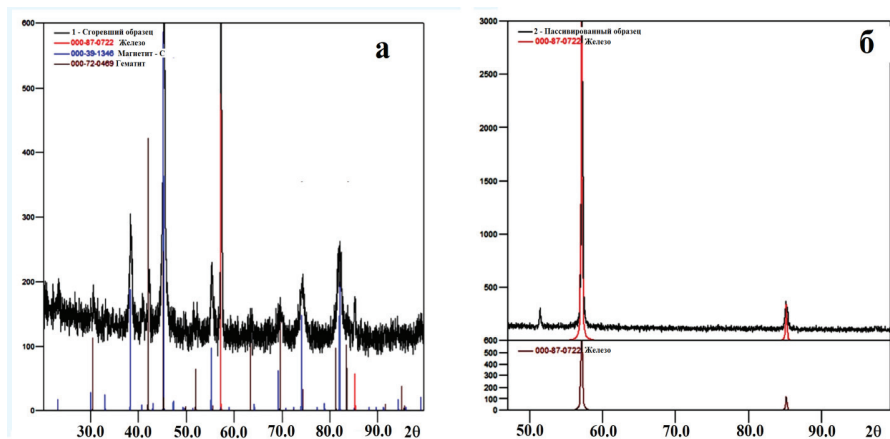 1 - Сгоревший образец
000-87-0722 Железо
000-39-1346 Магнетит - С
000-72-0469 Гематит
а
600
500
400
300
200
100
0
30.0 40.0 50.0 60.0 70.0 80.0 90.0 2θ
2 - Пассивированный образец
000-87-0722 Железо
б
3000
2500
2000
1500
1000
500
600
000-87-0722 Железо
500
400
300
200
100
0
50.0 60.0 70.0 80.0 90.0 2θ